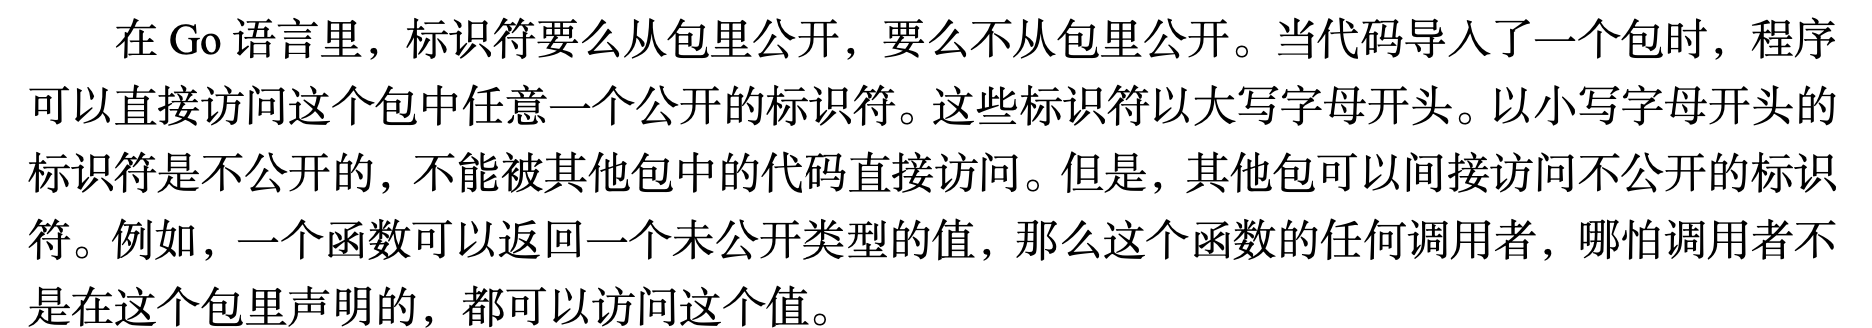 在 Go 语言里，标识符要么从包里公开，要么不从包里公开。当代码导入了一个包时，程序
可以直接访问这个包中任意一个公开的标识符。这些标识符以大写字母开头。以小写字母开头的
标识符是不公开的，不能被其他包中的代码直接访问。但是，其他包可以间接访问不公开的标识
符。例如，一个函数可以返回一个未公开类型的值，那么这个函数的任何调用者，哪怕调用者不
是在这个包里声明的，都可以访问这个值。